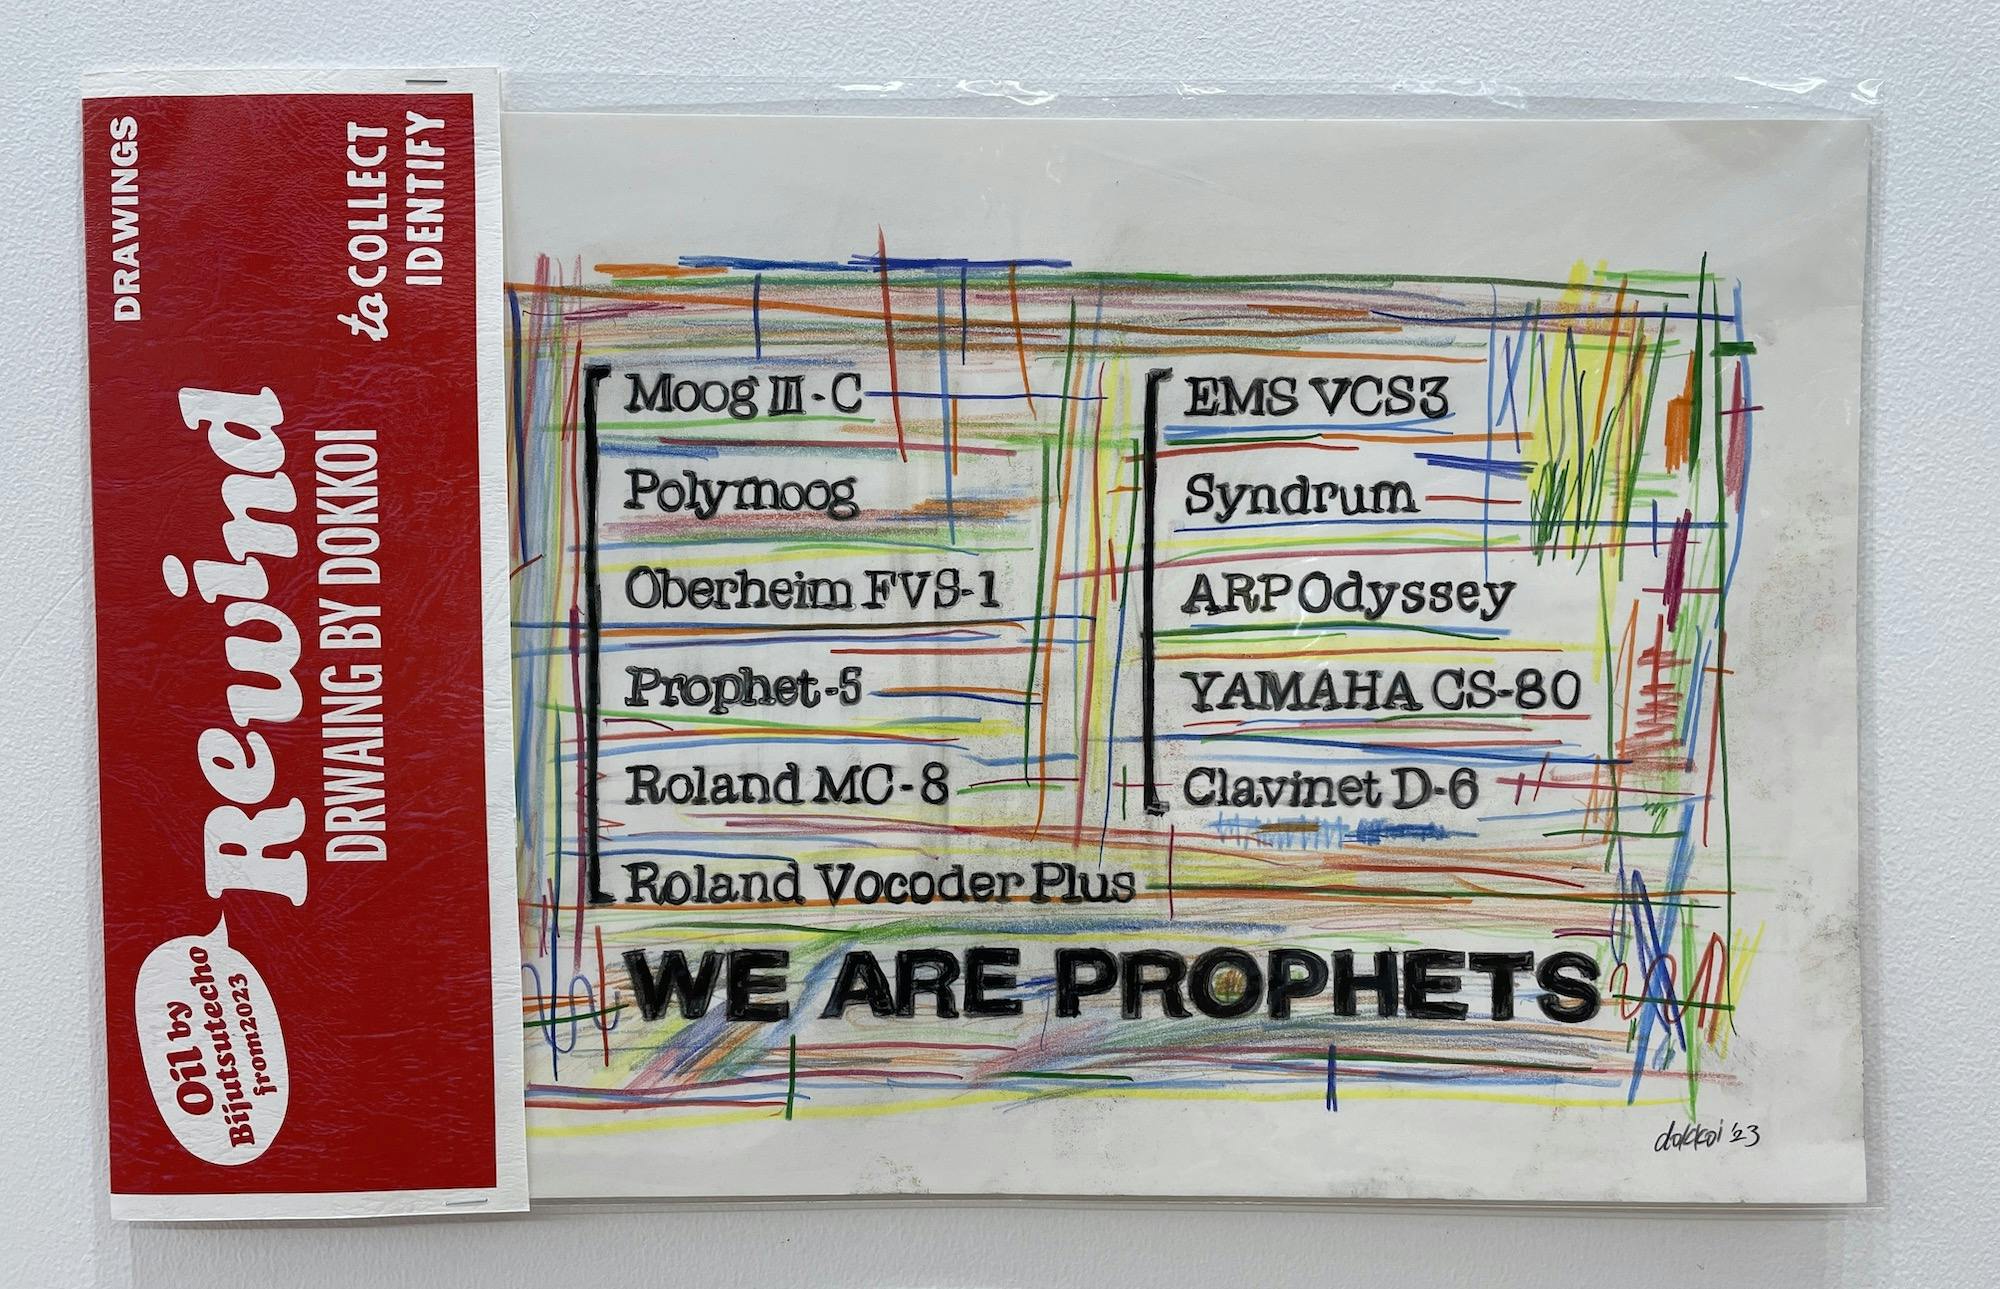 DRAWINGS
to COLLECT
IDENTIFY
Rewind
DRWAING BY DOKKOI
Oil by
Bijutsutecho
from2023
Moog III-C
Polymoog
Oberheim FVS-1
Prophet-5
Roland MC-8
Roland Vocoder Plus
EMS VCS3
Syndrum
ARP Odyssey
YAMAHA CS-80
Clavinet D-6
WE ARE PROPHETS
dokkoi '23